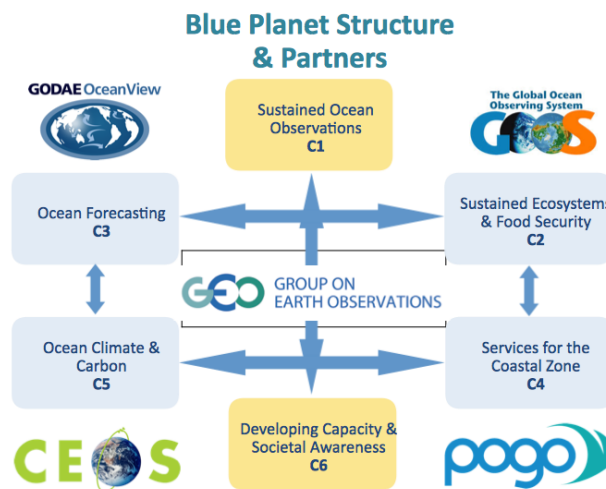 Blue Planet Structure
& Partners
GODAE OceanView
Sustained Ocean
Observations
C1
The Global Ocean
Observing System
GOOS
Ocean Forecasting
C3
Sustained Ecosystems
& Food Security
C2
GEO GROUP ON
EARTH OBSERVATIONS
Ocean Climate &
Carbon
C5
Services for the
Coastal Zone
C4
Developing Capacity &
Societal Awareness
C6
CEOS
pogo